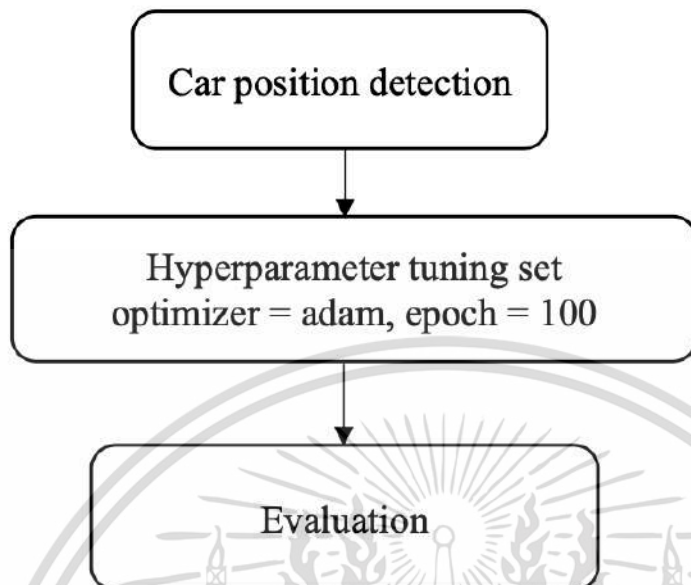 Car position detection
Hyperparameter tuning set
optimizer = adam, epoch = 100
Evaluation